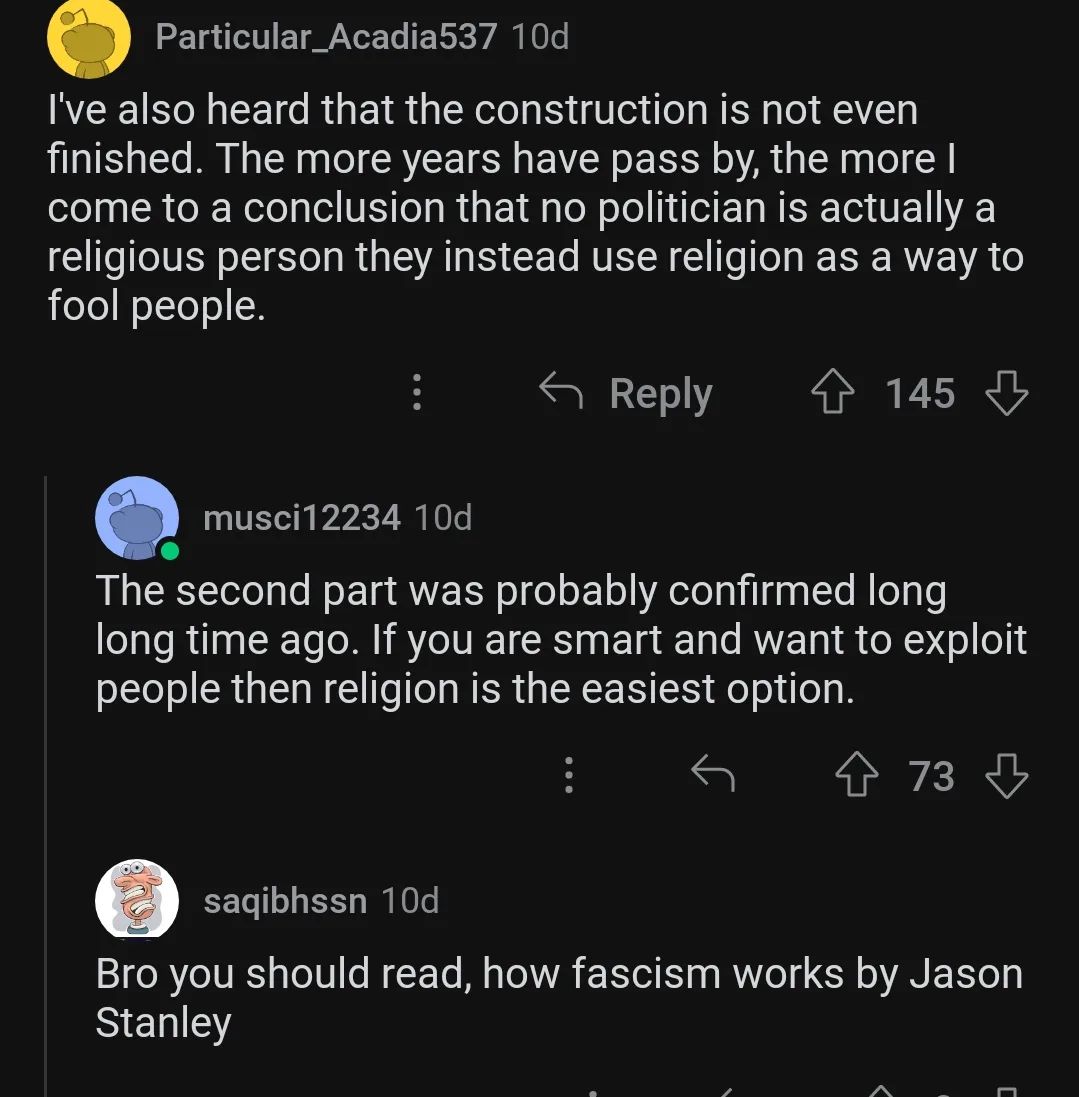 Particular_Acadia537 10d
I've also heard that the construction is not even
finished. The more years have pass by, the more I
come to a conclusion that no politician is actually a
religious person they instead use religion as a way to
fool people.
Reply 145
musci12234 10d
The second part was probably confirmed long
long time ago. If you are smart and want to exploit
people then religion is the easiest option.
73
saqibhssn 10d
Bro you should read, how fascism works by Jason
Stanley